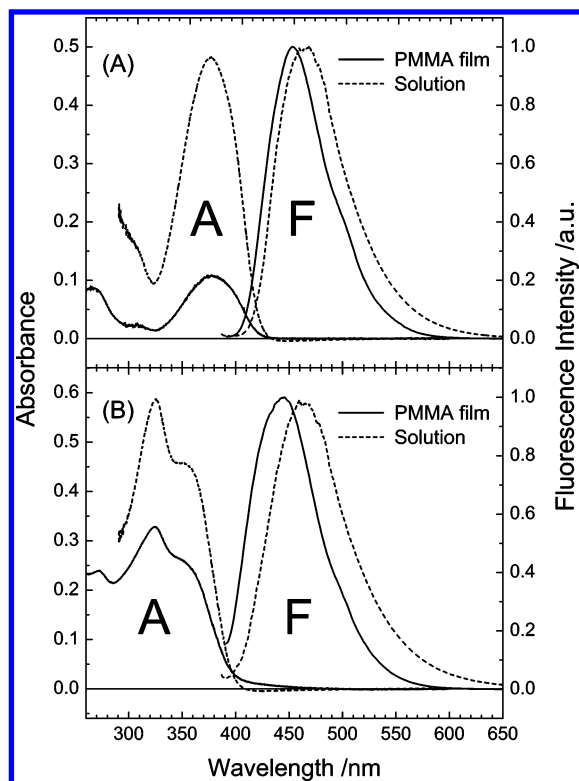 (A)
PMMA film
Solution
A
F
0.5
0.4
0.3
0.2
0.1
0.0
1.0
0.8
0.6
0.4
0.2
0.0
(B)
PMMA film
Solution
A
F
0.6
0.5
0.4
0.3
0.2
0.1
0.0
1.0
0.8
0.6
0.4
0.2
0.0
300 350 400 450 500 550 600 650
Wavelength /nm
Absorbance
Fluorescence Intensity /a.u.